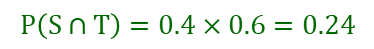 P(S ∩ T) = 0.4 × 0.6 = 0.24